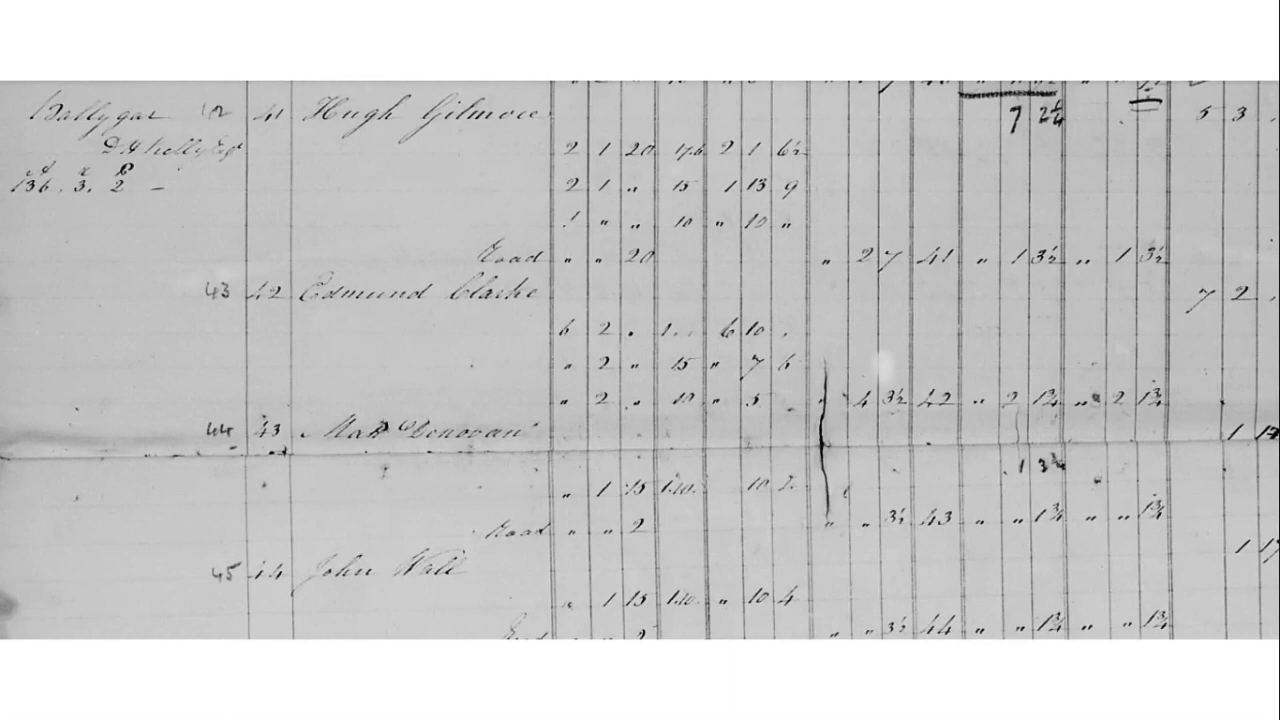 Ballygar 42 41 Hugh Gilmore 7 2¼ 5 3
D. H. Kelly Esq 2 1 20 17.6 2 1 6½
A R P
136. 3. 2 – 2 1 " 15 1 13 9
1 " " 10 " 10 "
Road " " 20 " 2 7 41 " 1 3½ " 1 3½
43 42 Edmund Clarke 7 2
6 2 . 1 . . 6 10 .
" 2 " 15 " 7 6
" 2 " 10 " 5 " 4 3½ 42 " 2 1¾ " 2 1¾
44 43 Mat Donovan 1 17
1 3¾
" 1 15 1.10. 10 2
Road " " 2 " " 3½ 43 " " 1¾ " " 1¾
45 44 John Wall 1 17
" 1 15 1.10. " 10 4
" " 3½ 44 " " 1¾ " " 1¾